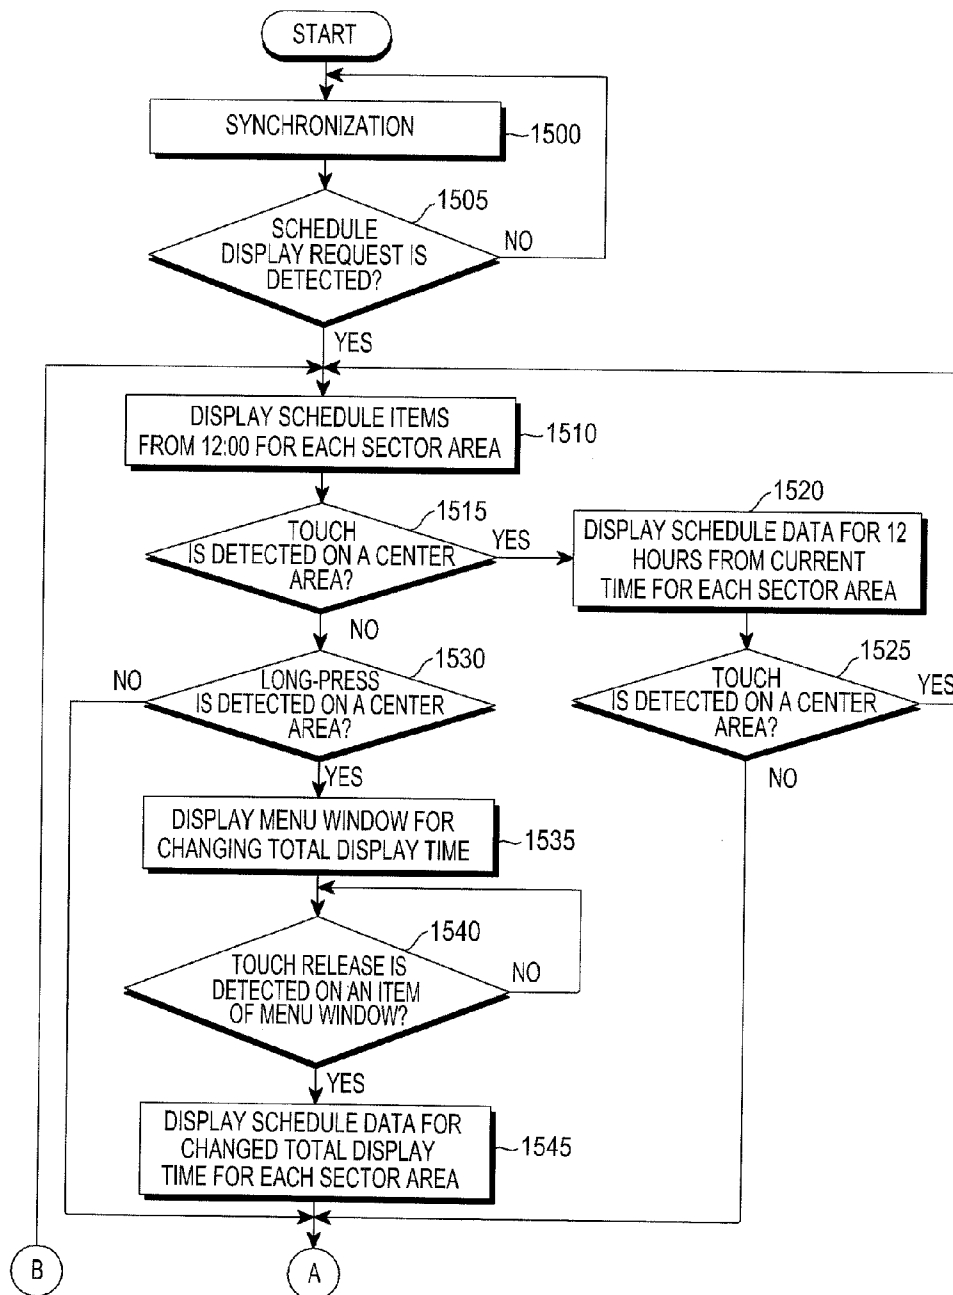 START
SYNCHRONIZATION
1500
1505
SCHEDULE
DISPLAY REQUEST IS
DETECTED?
NO
YES
DISPLAY SCHEDULE ITEMS
FROM 12:00 FOR EACH SECTOR AREA
1510
1515
TOUCH
IS DETECTED ON A CENTER
AREA?
YES
1520
DISPLAY SCHEDULE DATA FOR 12
HOURS FROM CURRENT
TIME FOR EACH SECTOR AREA
NO
1525
TOUCH
IS DETECTED ON A CENTER
AREA?
YES
NO
1530
LONG-PRESS
IS DETECTED ON A CENTER
AREA?
NO
YES
DISPLAY MENU WINDOW FOR
CHANGING TOTAL DISPLAY TIME
1535
1540
TOUCH RELEASE IS
DETECTED ON AN ITEM
OF MENU WINDOW?
NO
YES
DISPLAY SCHEDULE DATA FOR
CHANGED TOTAL DISPLAY
TIME FOR EACH SECTOR AREA
1545
B
A